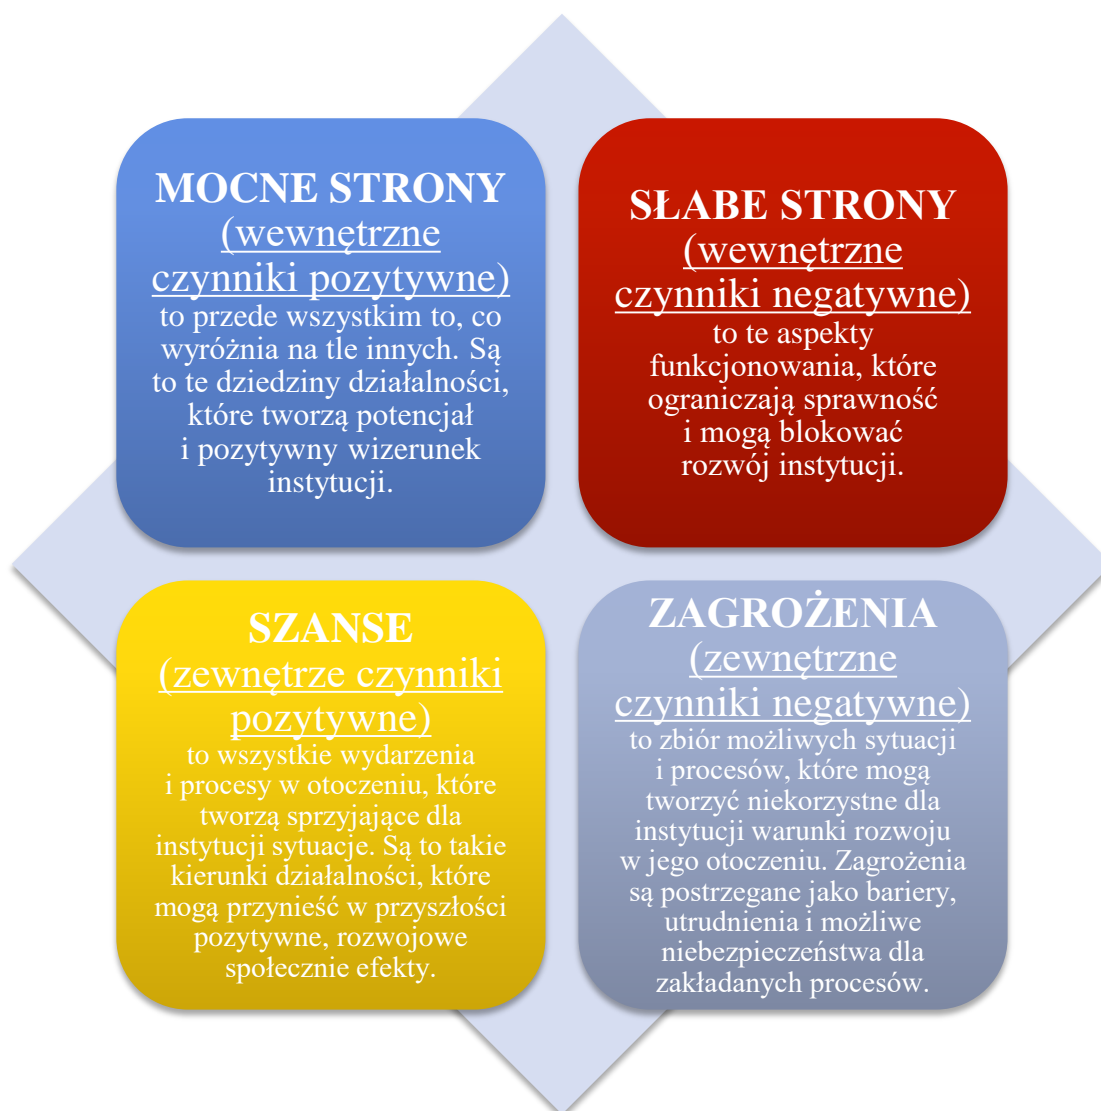 MOCNE STRONY
(wewnętrzne
czynniki pozytywne)
to przede wszystkim to, co
wyróżnia na tle innych. Są
to te dziedziny działalności,
które tworzą potencjał
i pozytywny wizerunek
instytucji.
SŁABE STRONY
(wewnętrzne
czynniki negatywne)
to te aspekty
funkcjonowania, które
ograniczają sprawność
i mogą blokować
rozwój instytucji.
SZANSE
(zewnętrze czynniki
pozytywne)
to wszystkie wydarzenia
i procesy w otoczeniu, które
tworzą sprzyjające dla
instytucji sytuacje. Są to takie
kierunki działalności, które
mogą przynieść w przyszłości
pozytywne, rozwojowe
społecznie efekty.
ZAGROŻENIA
(zewnętrzne
czynniki negatywne)
to zbiór możliwych sytuacji
i procesów, które mogą
tworzyć niekorzystne dla
instytucji warunki rozwoju
w jego otoczeniu. Zagrożenia
są postrzegane jako bariery,
utrudnienia i możliwe
niebezpieczeństwa dla
zakładanych procesów.